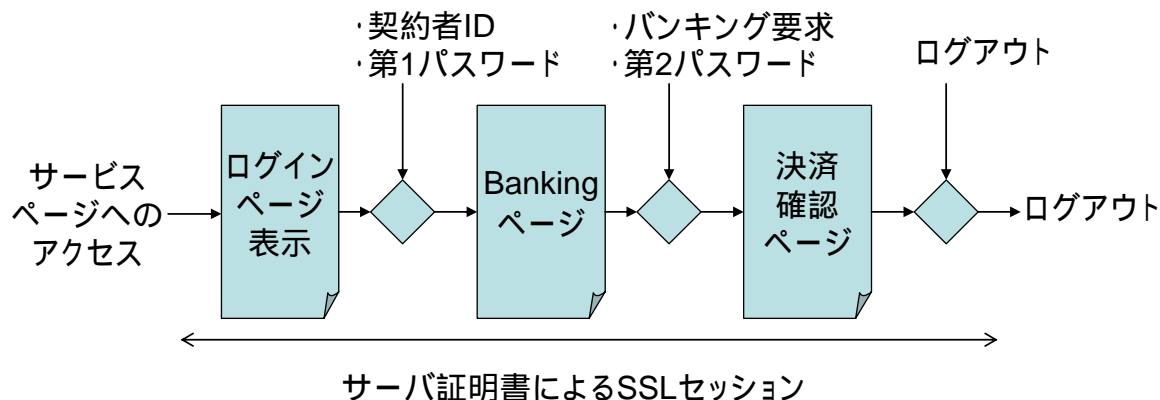 ・契約者ID
・第1パスワード
・バンキング要求
・第2パスワード
ログアウト
サービス
ページへの
アクセス
ログイン
ページ
表示
Banking
ページ
決済
確認
ページ
ログアウト
サーバ証明書によるSSLセッション